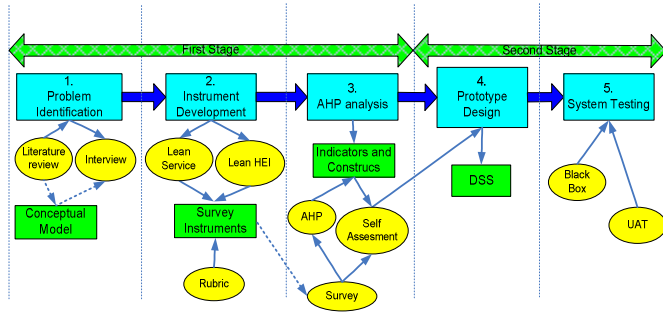 First Stage
Second Stage
1.
Problem
Identification
2.
Instrument
Development
3.
AHP analysis
4.
Prototype
Design
5.
System Testing
Literature
review
Interview
Conceptual
Model
Lean
Service
Lean HEI
Survey
Instruments
Rubric
Indicators and
Construcs
AHP
Self
Assesment
Survey
DSS
Black
Box
UAT